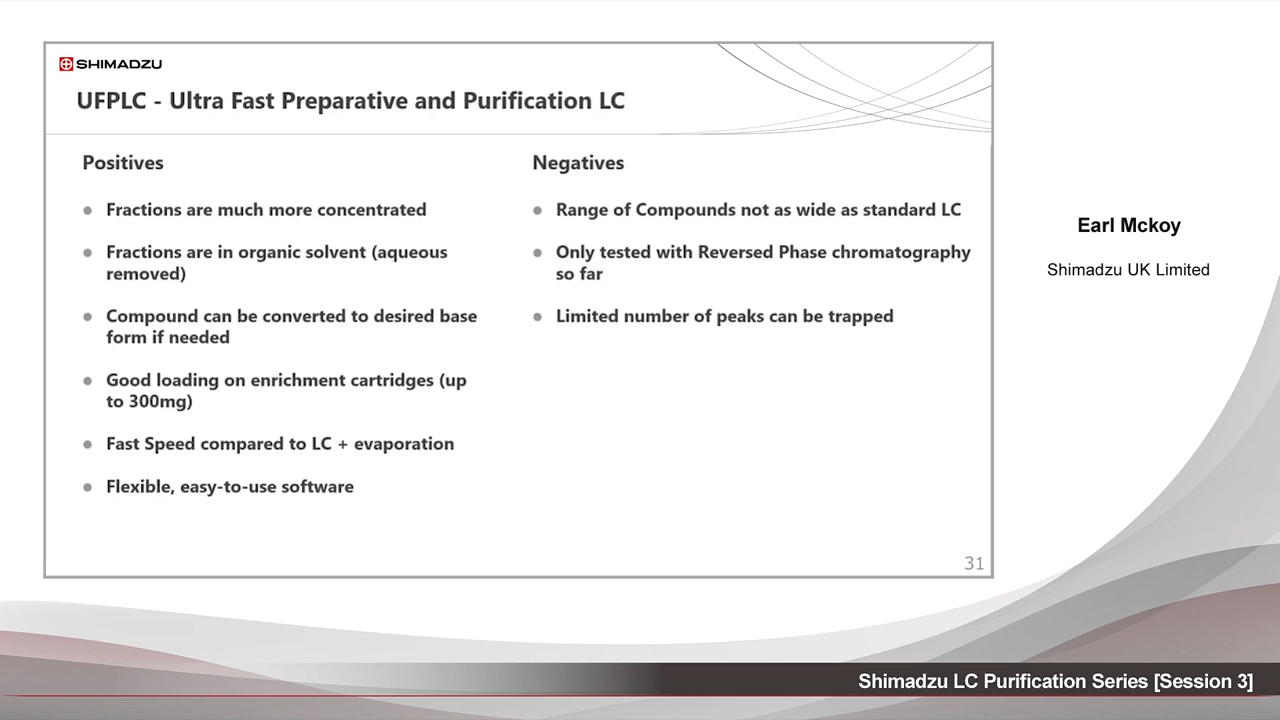 SHIMADZU
UFPLC - Ultra Fast Preparative and Purification LC
Positives
Fractions are much more concentrated
Fractions are in organic solvent (aqueous
removed)
Compound can be converted to desired base
form if needed
Good loading on enrichment cartridges (up
to 300mg)
Fast Speed compared to LC + evaporation
Flexible, easy-to-use software
Negatives
Range of Compounds not as wide as standard LC
Only tested with Reversed Phase chromatography
so far
Limited number of peaks can be trapped
31
Earl Mckoy
Shimadzu UK Limited
Shimadzu LC Purification Series [Session 3]